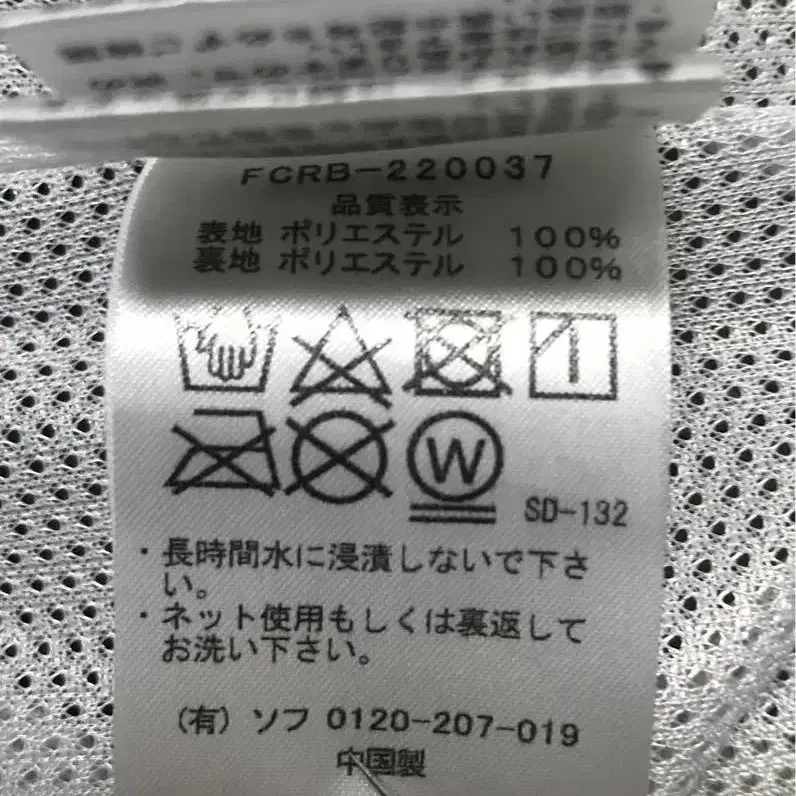 FCRB-220037
品質表示
表地 ポリエステル 100%
裏地 ポリエステル 100%
W
SD-132
・長時間水に浸漬しないで下さ
い。
・ネット使用もしくは裏返して
お洗い下さい。
(有) ソフ 0120-207-019
中国製